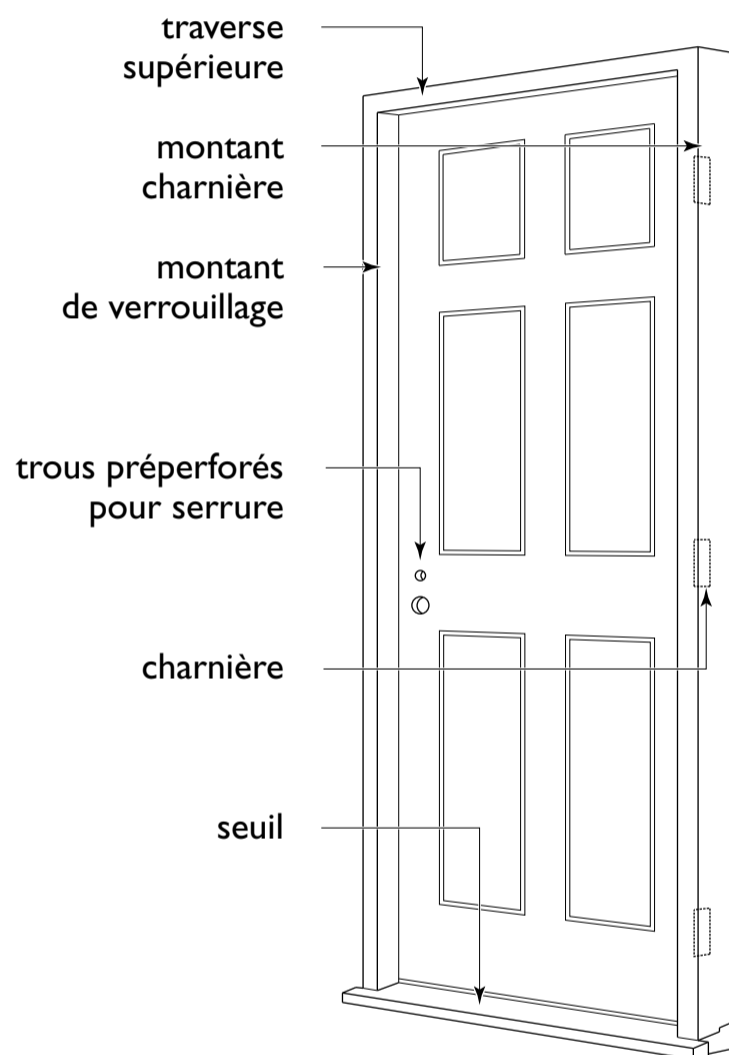 traverse
supérieure
montant
charnière
montant
de verrouillage
trous préperforés
pour serrure
charnière
seuil